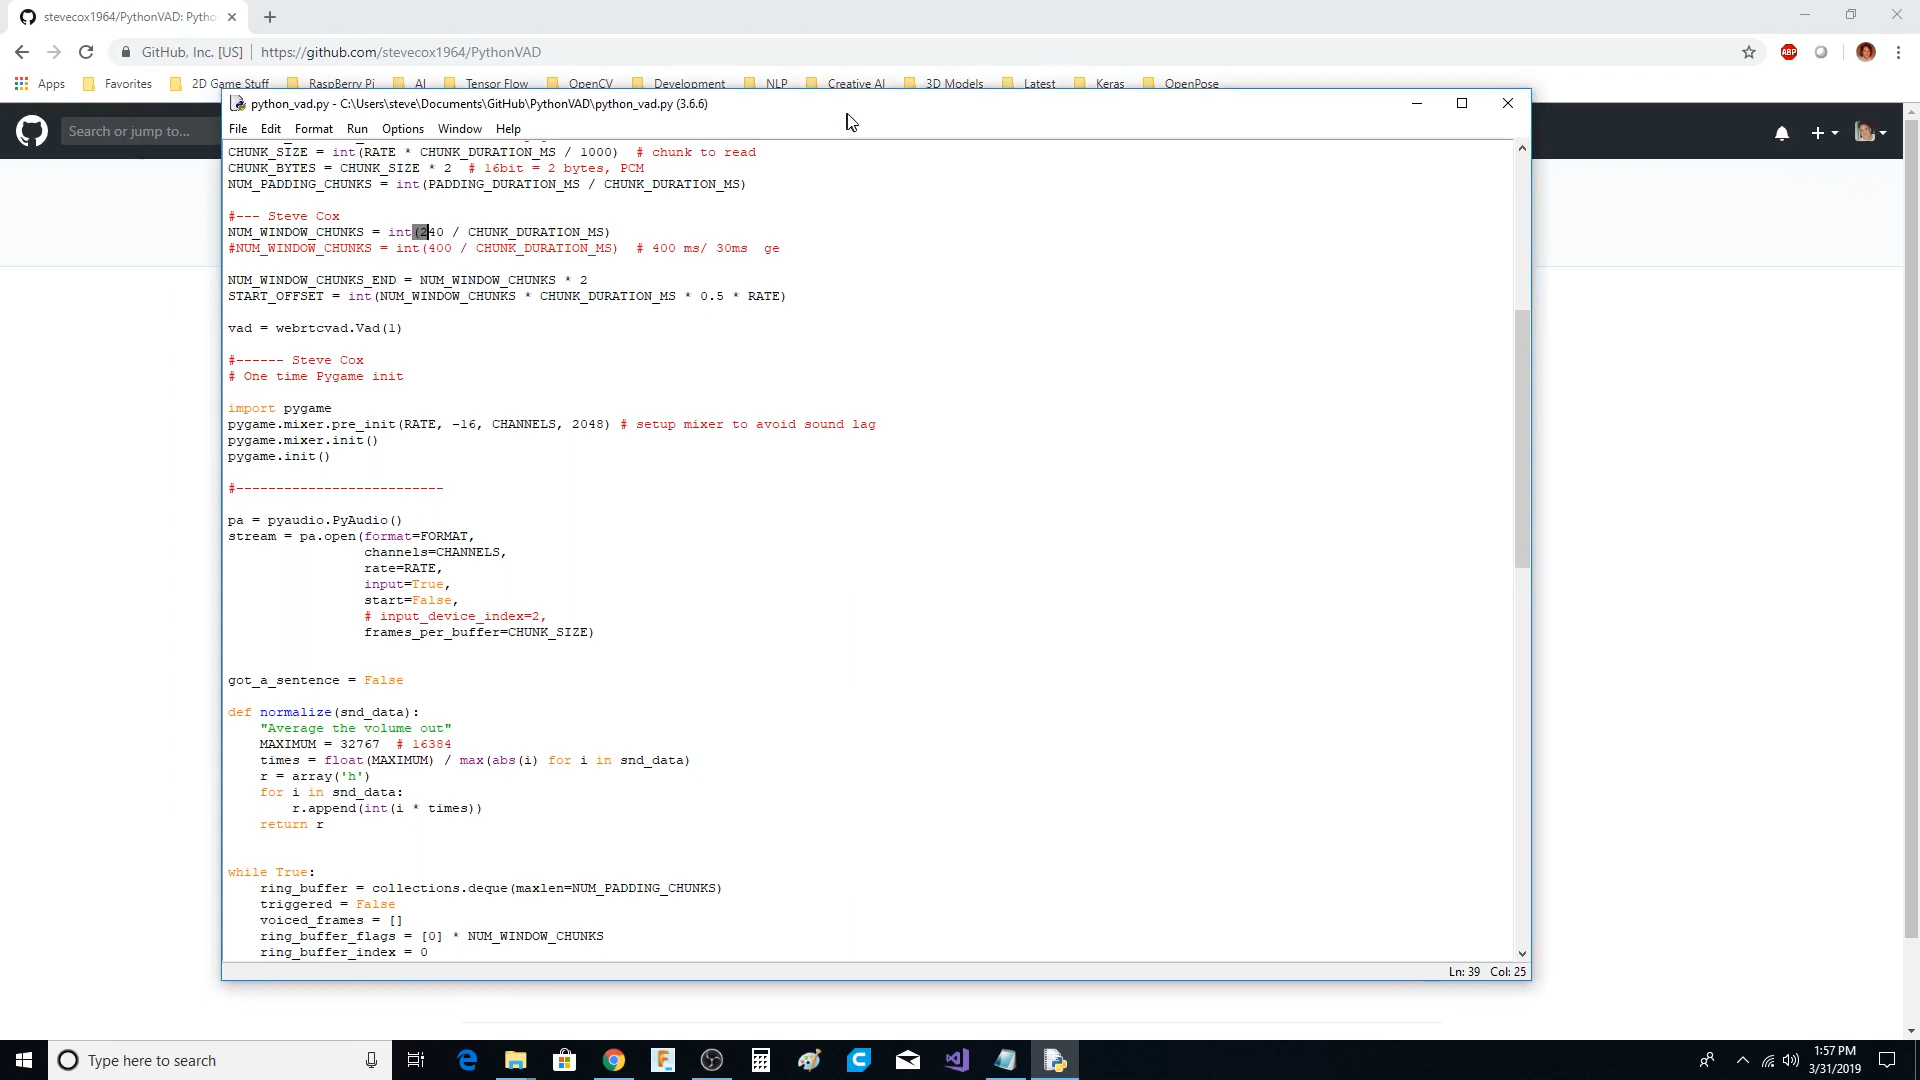 stevecox1964/PythonVAD: Pytho
GitHub, Inc. [US] | https://github.com/stevecox1964/PythonVAD
ABP
Apps Favorites 2D Game Stuff RaspBerry Pi AI Tensor Flow OpenCV Development NLP Creative AI 3D Models Latest Keras OpenPose
python_vad.py - C:\Users\steve\Documents\GitHub\PythonVAD\python_vad.py (3.6.6)
Search or jump to...
File Edit Format Run Options Window Help
CHUNK_SIZE = int(RATE * CHUNK_DURATION_MS / 1000)  # chunk to read
CHUNK_BYTES = CHUNK_SIZE * 2  # 16bit = 2 bytes, PCM
NUM_PADDING_CHUNKS = int(PADDING_DURATION_MS / CHUNK_DURATION_MS)
#--- Steve Cox
NUM_WINDOW_CHUNKS = int(240 / CHUNK_DURATION_MS)
#NUM_WINDOW_CHUNKS = int(400 / CHUNK_DURATION_MS)  # 400 ms/ 30ms  ge
NUM_WINDOW_CHUNKS_END = NUM_WINDOW_CHUNKS * 2
START_OFFSET = int(NUM_WINDOW_CHUNKS * CHUNK_DURATION_MS * 0.5 * RATE)
vad = webrtcvad.Vad(1)
#------ Steve Cox
# One time Pygame init
import pygame
pygame.mixer.pre_init(RATE, -16, CHANNELS, 2048) # setup mixer to avoid sound lag
pygame.mixer.init()
pygame.init()
#--------------------------
pa = pyaudio.PyAudio()
stream = pa.open(format=FORMAT,
channels=CHANNELS,
rate=RATE,
input=True,
start=False,
# input_device_index=2,
frames_per_buffer=CHUNK_SIZE)
got_a_sentence = False
def normalize(snd_data):
"Average the volume out"
MAXIMUM = 32767  # 16384
times = float(MAXIMUM) / max(abs(i) for i in snd_data)
r = array('h')
for i in snd_data:
r.append(int(i * times))
return r
while True:
ring_buffer = collections.deque(maxlen=NUM_PADDING_CHUNKS)
triggered = False
voiced_frames = []
ring_buffer_flags = [0] * NUM_WINDOW_CHUNKS
ring_buffer_index = 0
Ln: 39 Col: 25
Type here to search
1:57 PM
3/31/2019